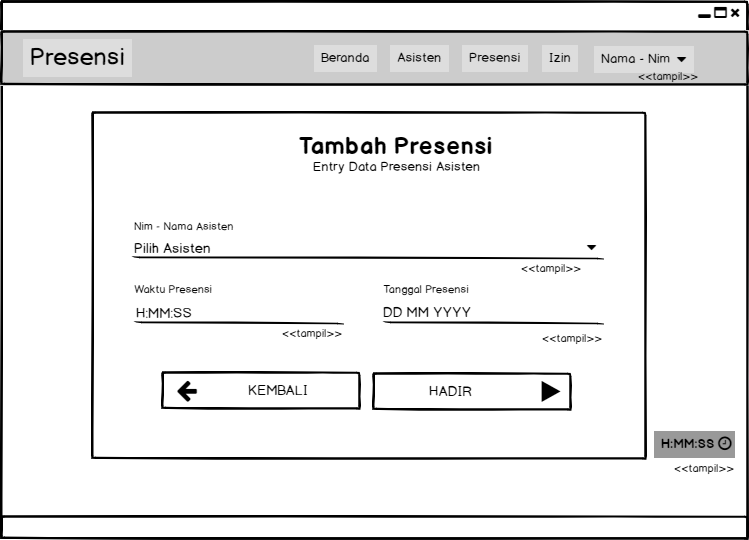 Presensi
Beranda
Asisten
Presensi
Izin
Nama - Nim
<<tampil>>
Tambah Presensi
Entry Data Presensi Asisten
Nim - Nama Asisten
Pilih Asisten
<<tampil>>
Waktu Presensi
Tanggal Presensi
H:MM:SS
DD MM YYYY
<<tampil>>
<<tampil>>
KEMBALI
HADIR
H:MM:SS
<<tampil>>